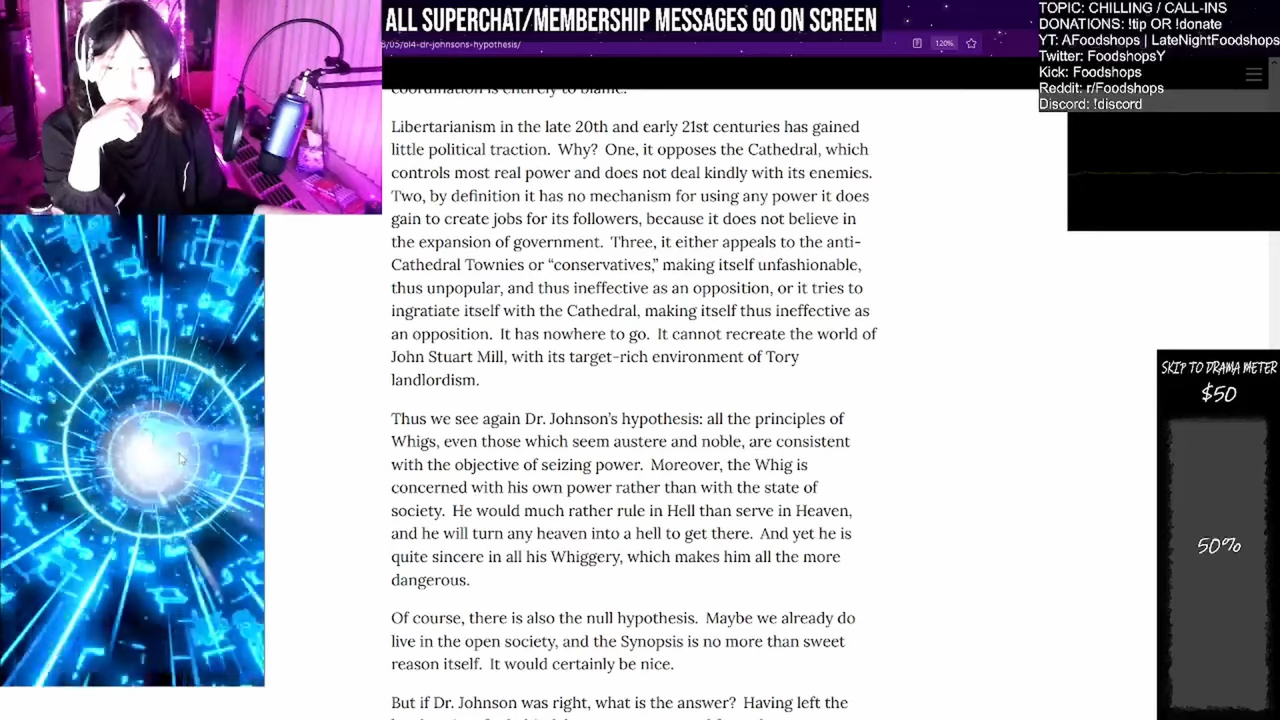 ALL SUPERCHAT/MEMBERSHIP MESSAGES GO ON SCREEN
/05/ol4-dr-johnsons-hypothesis/
120%
TOPIC: CHILLING / CALL-INS
DONATIONS: !tip OR !donate
YT: AFoodshops | LateNightFoodshops
Twitter: FoodshopsY
Kick: Foodshops
Reddit: r/Foodshops
Discord: !discord
coordination is entirely to blame.
Libertarianism in the late 20th and early 21st centuries has gained
little political traction. Why? One, it opposes the Cathedral, which
controls most real power and does not deal kindly with its enemies.
Two, by definition it has no mechanism for using any power it does
gain to create jobs for its followers, because it does not believe in
the expansion of government. Three, it either appeals to the anti-
Cathedral Townies or “conservatives,” making itself unfashionable,
thus unpopular, and thus ineffective as an opposition, or it tries to
ingratiate itself with the Cathedral, making itself thus ineffective as
an opposition. It has nowhere to go. It cannot recreate the world of
John Stuart Mill, with its target-rich environment of Tory
landlordism.
Thus we see again Dr. Johnson’s hypothesis: all the principles of
Whigs, even those which seem austere and noble, are consistent
with the objective of seizing power. Moreover, the Whig is
concerned with his own power rather than with the state of
society. He would much rather rule in Hell than serve in Heaven,
and he will turn any heaven into a hell to get there. And yet he is
quite sincere in all his Whiggery, which makes him all the more
dangerous.
Of course, there is also the null hypothesis. Maybe we already do
live in the open society, and the Synopsis is no more than sweet
reason itself. It would certainly be nice.
But if Dr. Johnson was right, what is the answer? Having left the
SKIP TO DRAMA METER
$50
50%